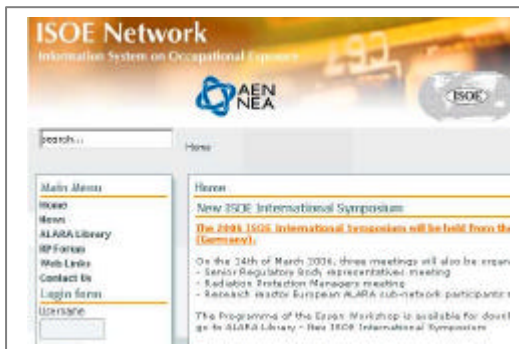 ISOE Network
Information System on Occupational Exposure
AEN
NEA
ISOE
search...
Home
Main Menu
Home
News
ALARA Library
RP Forum
Web Links
Contact Us
Login form
Username
Home
New ISOE International Symposium
The 2006 ISOE International Symposium will be held from the
(Germany).
On the 14th of March 2006, three meetings will also be organ
- Senior Regulatory Body representatives meeting
- Radiation Protection Managers meeting
- Research reactor European ALARA sub-network participants
The Programme of the Essen Workshop is available for downl
go to ALARA Library - New ISOE International Symposium